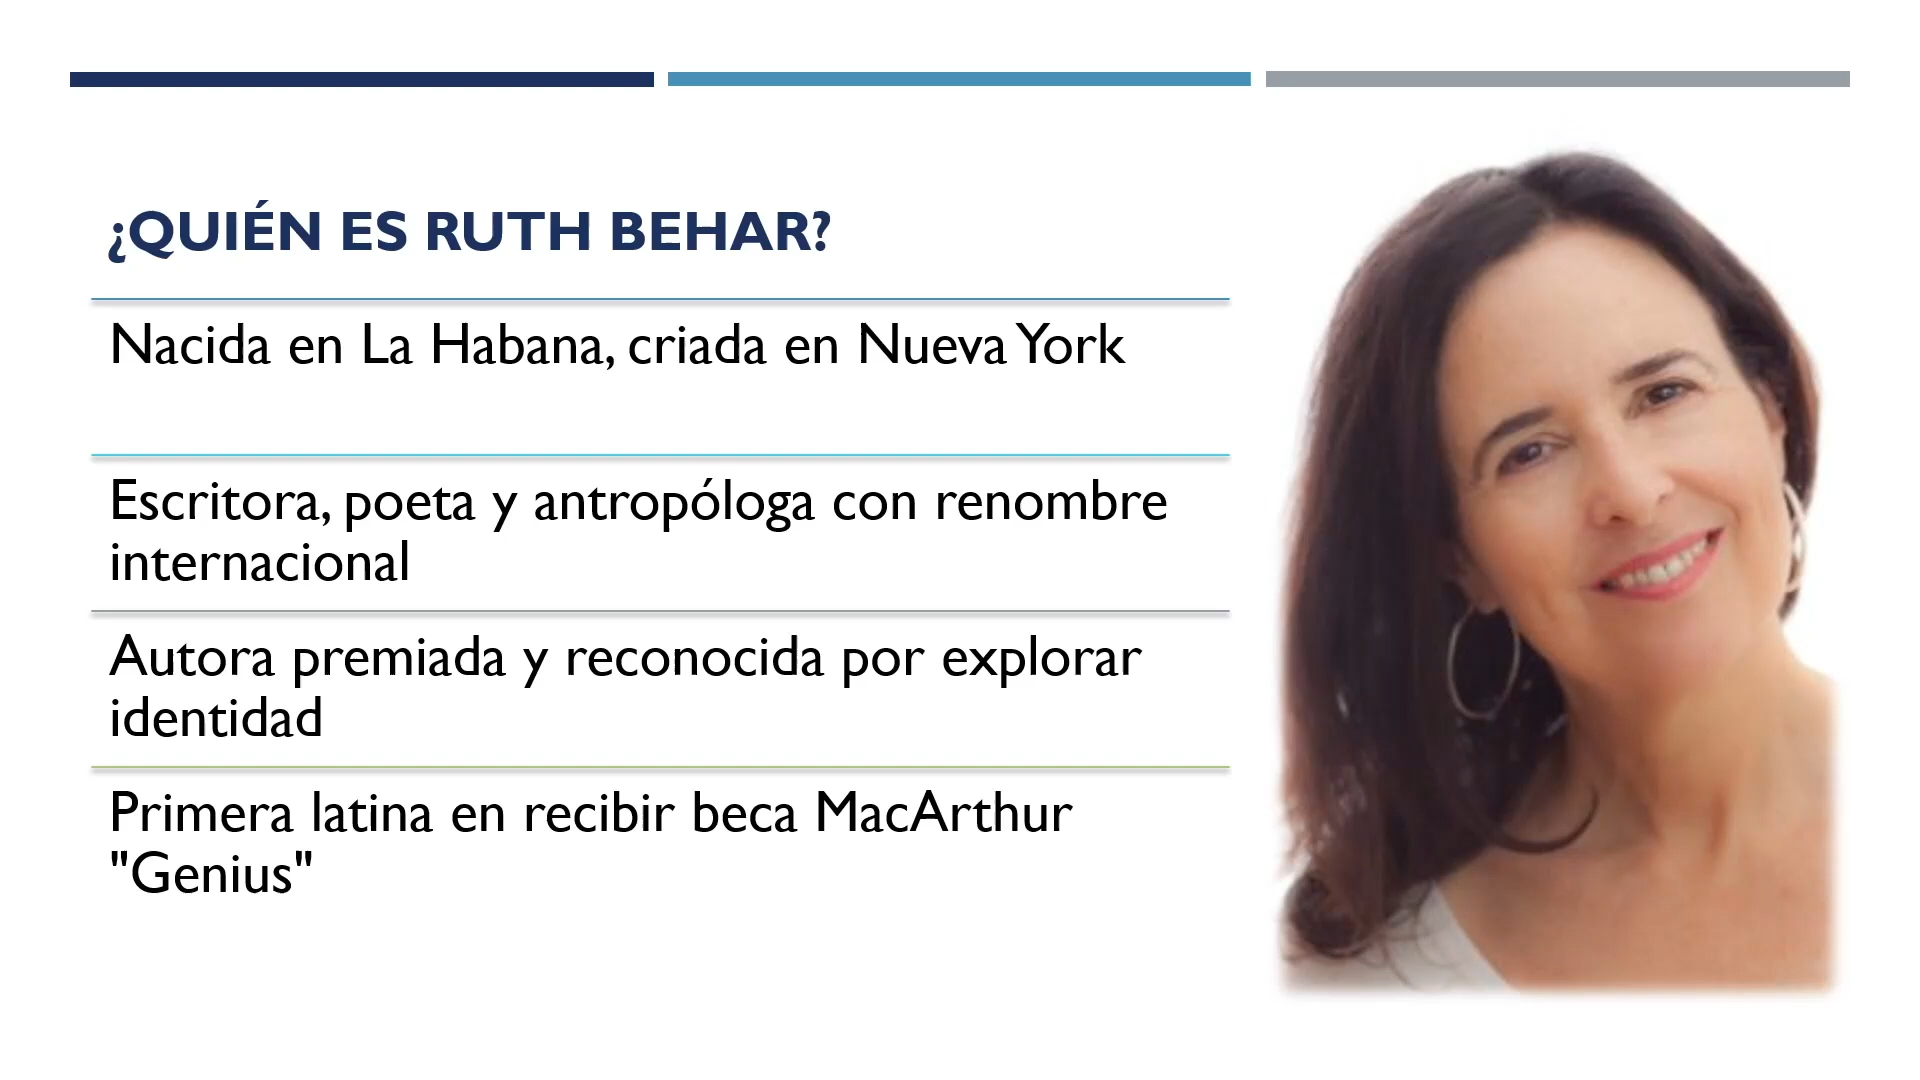 ¿QUIÉN ES RUTH BEHAR?
Nacida en La Habana, criada en Nueva York
Escritora, poeta y antropóloga con renombre
internacional
Autora premiada y reconocida por explorar
identidad
Primera latina en recibir beca MacArthur
"Genius"